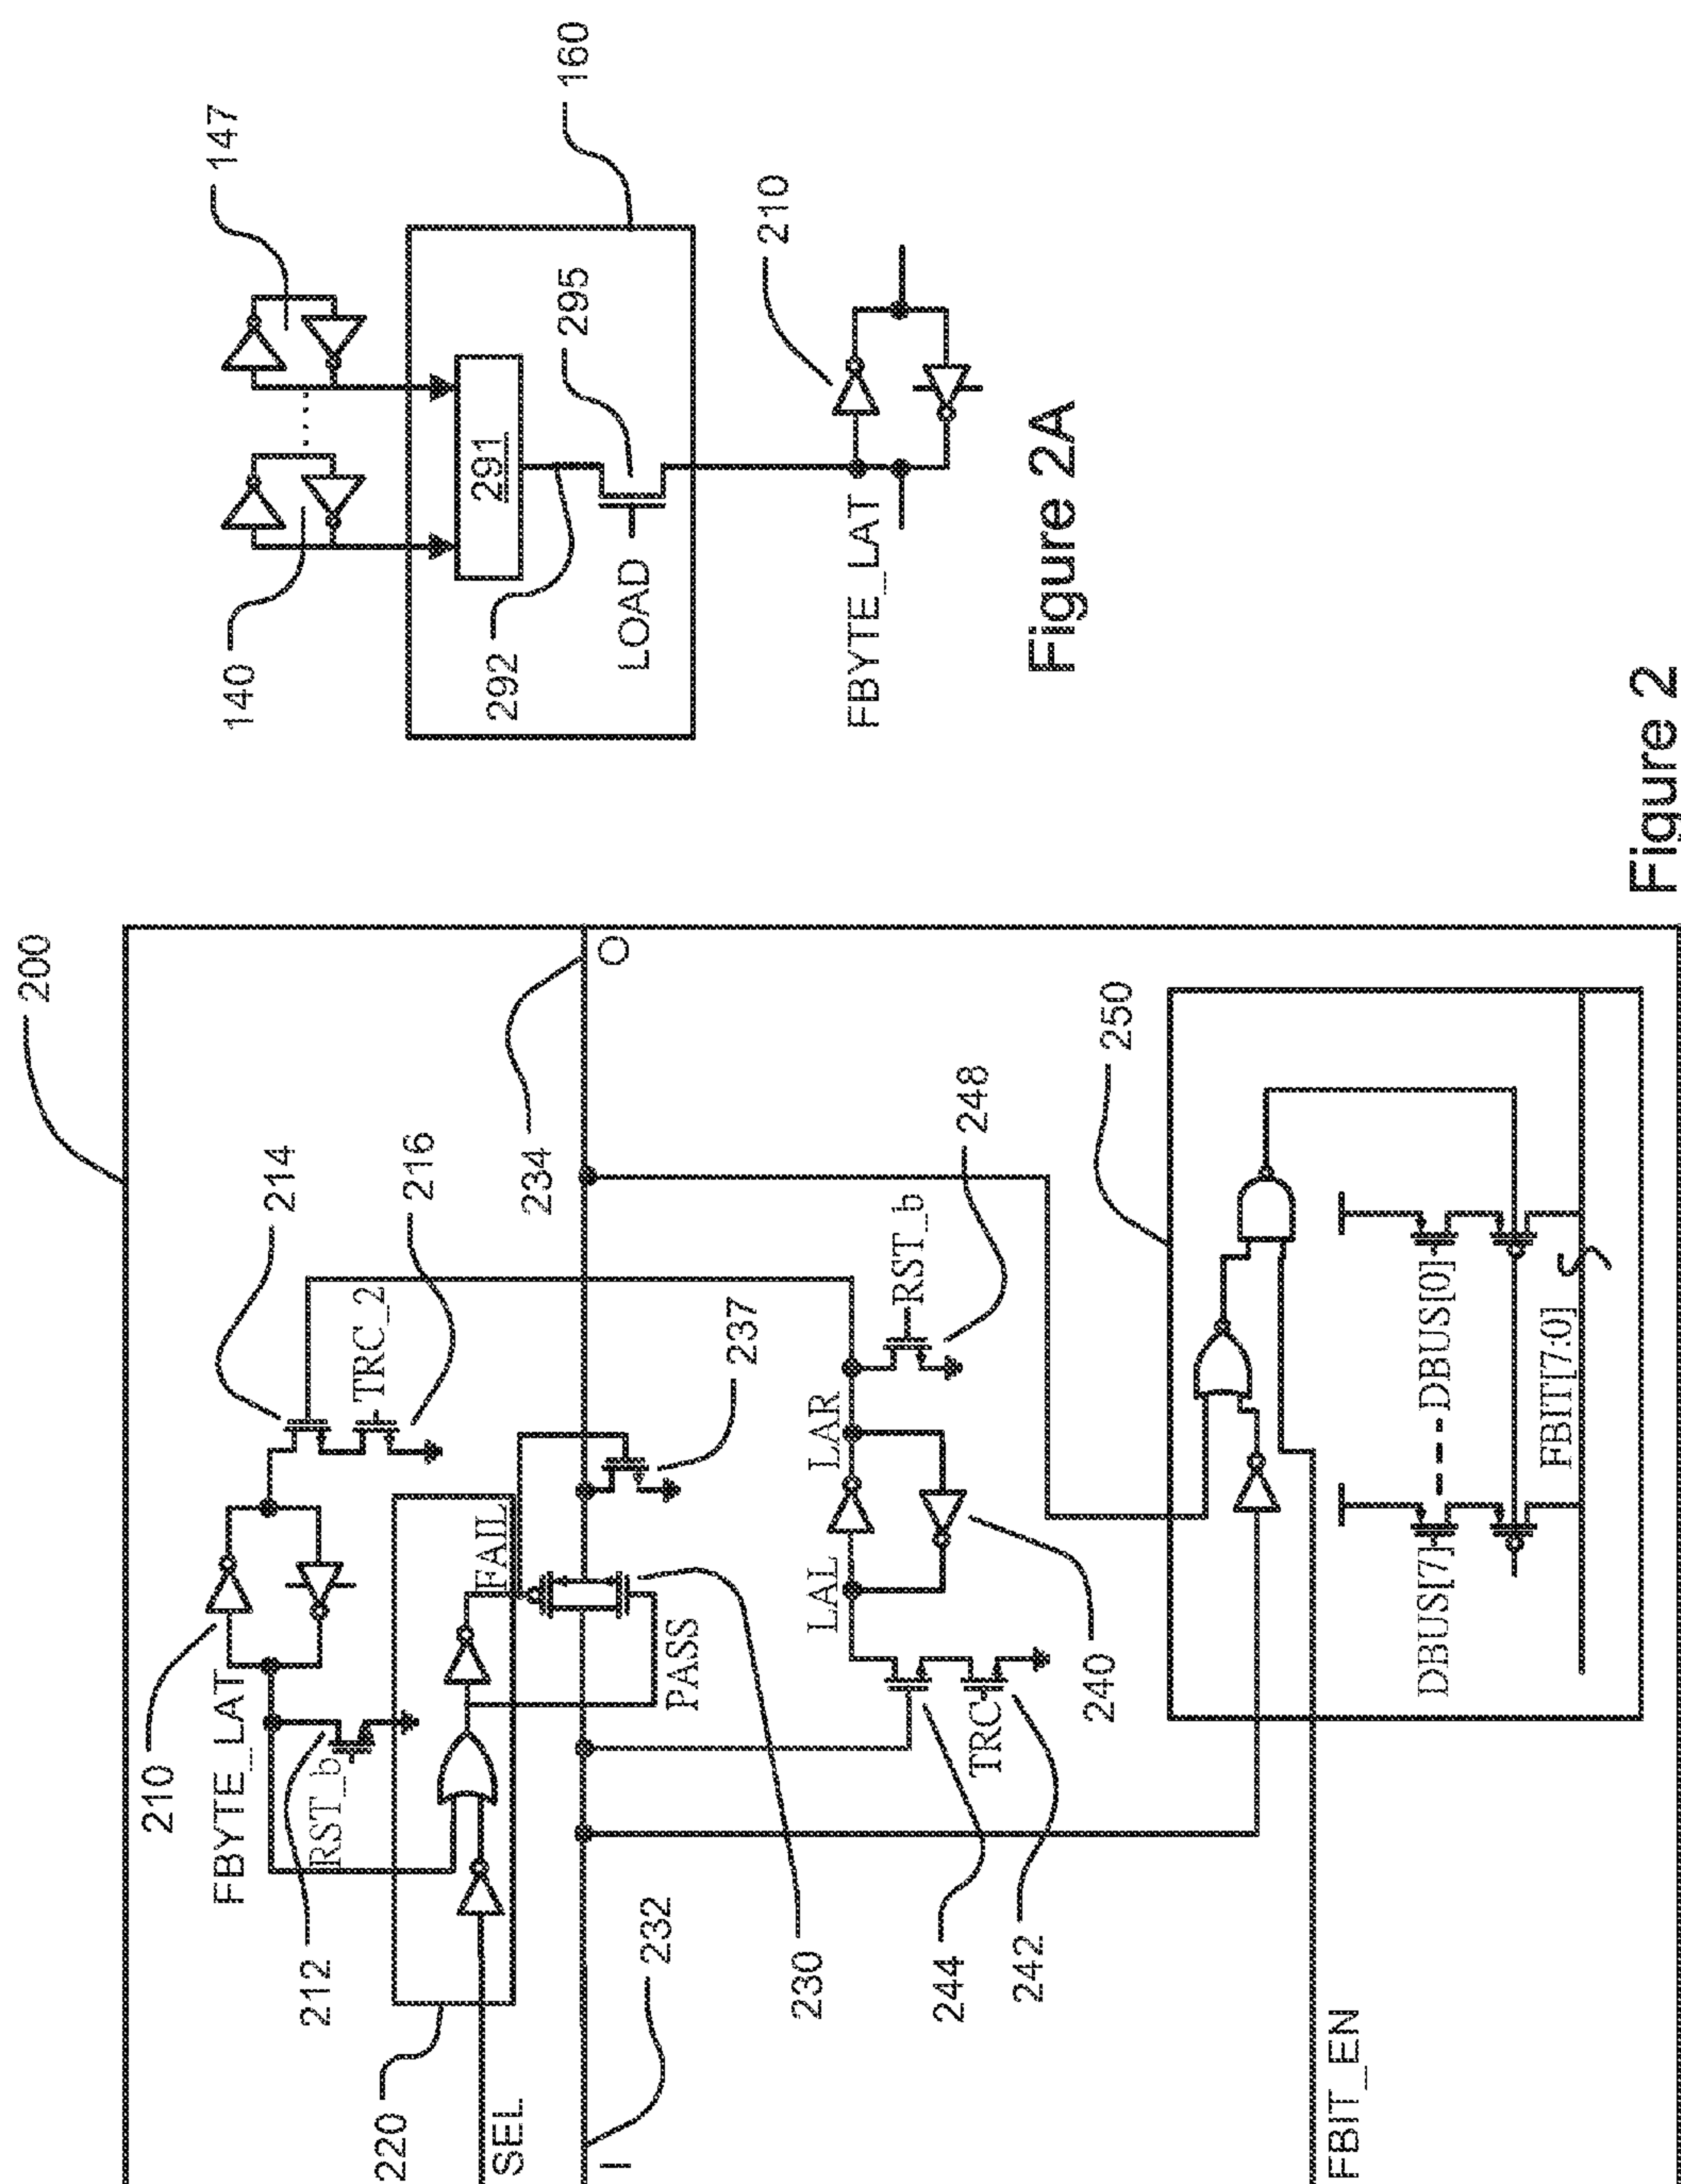 200
210
FBYTE_LAT
214
216
TRC_2
212
RST_b
220
SEL
FAIL
PASS
I
232
230
237
234
O
LAL
LAR
RST_b
248
244
TRC
242
240
250
FBIT_EN
DBUS[7]
DBUS[0]
FBIT[7:0]
Figure 2
140
147
160
291
292
295
LOAD
210
FBYTE_LAT
Figure 2A